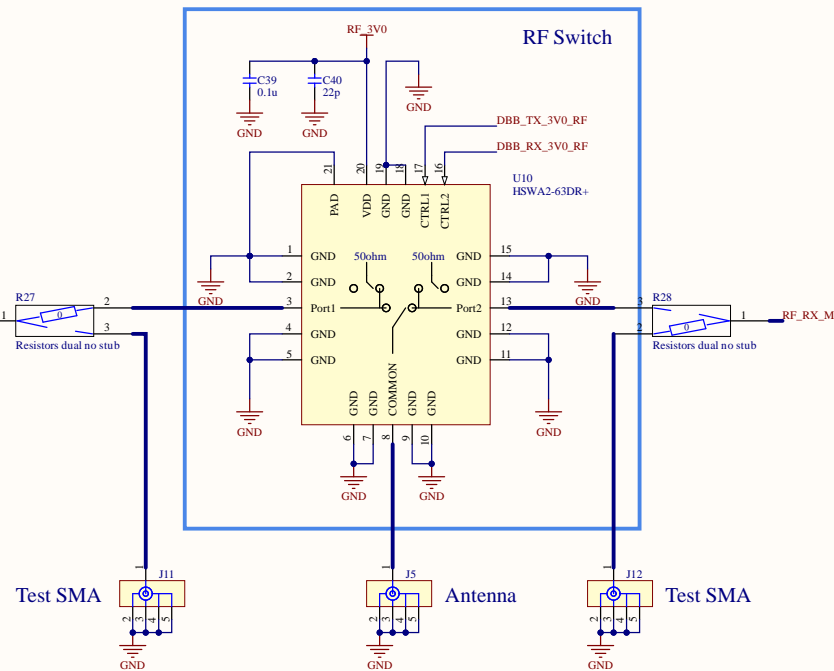 RF_3V0
RF Switch
C39
0.1u
C40
22p
GND
GND
GND
DBB_TX_3V0_RF
DBB_RX_3V0_RF
21
20
19
18
17
16
U10
HSWA2-63DR+
PAD
VDD
GND
GND
CTRL1
CTRL2
1
GND
50ohm
50ohm
GND
15
2
GND
GND
14
GND
GND
R27
1
0
2
3
Resistors dual no stub
3
Port1
Port2
13
4
GND
GND
12
5
GND
GND
11
R28
3
2
0
1
Resistors dual no stub
RF_RX_M
GND
GND
COMMON
GND
GND
6
7
8
9
10
GND
GND
GND
GND
1
J11
Test SMA
2
3
4
5
GND
1
J5
Antenna
2
3
4
5
GND
1
J12
Test SMA
2
3
4
5
GND